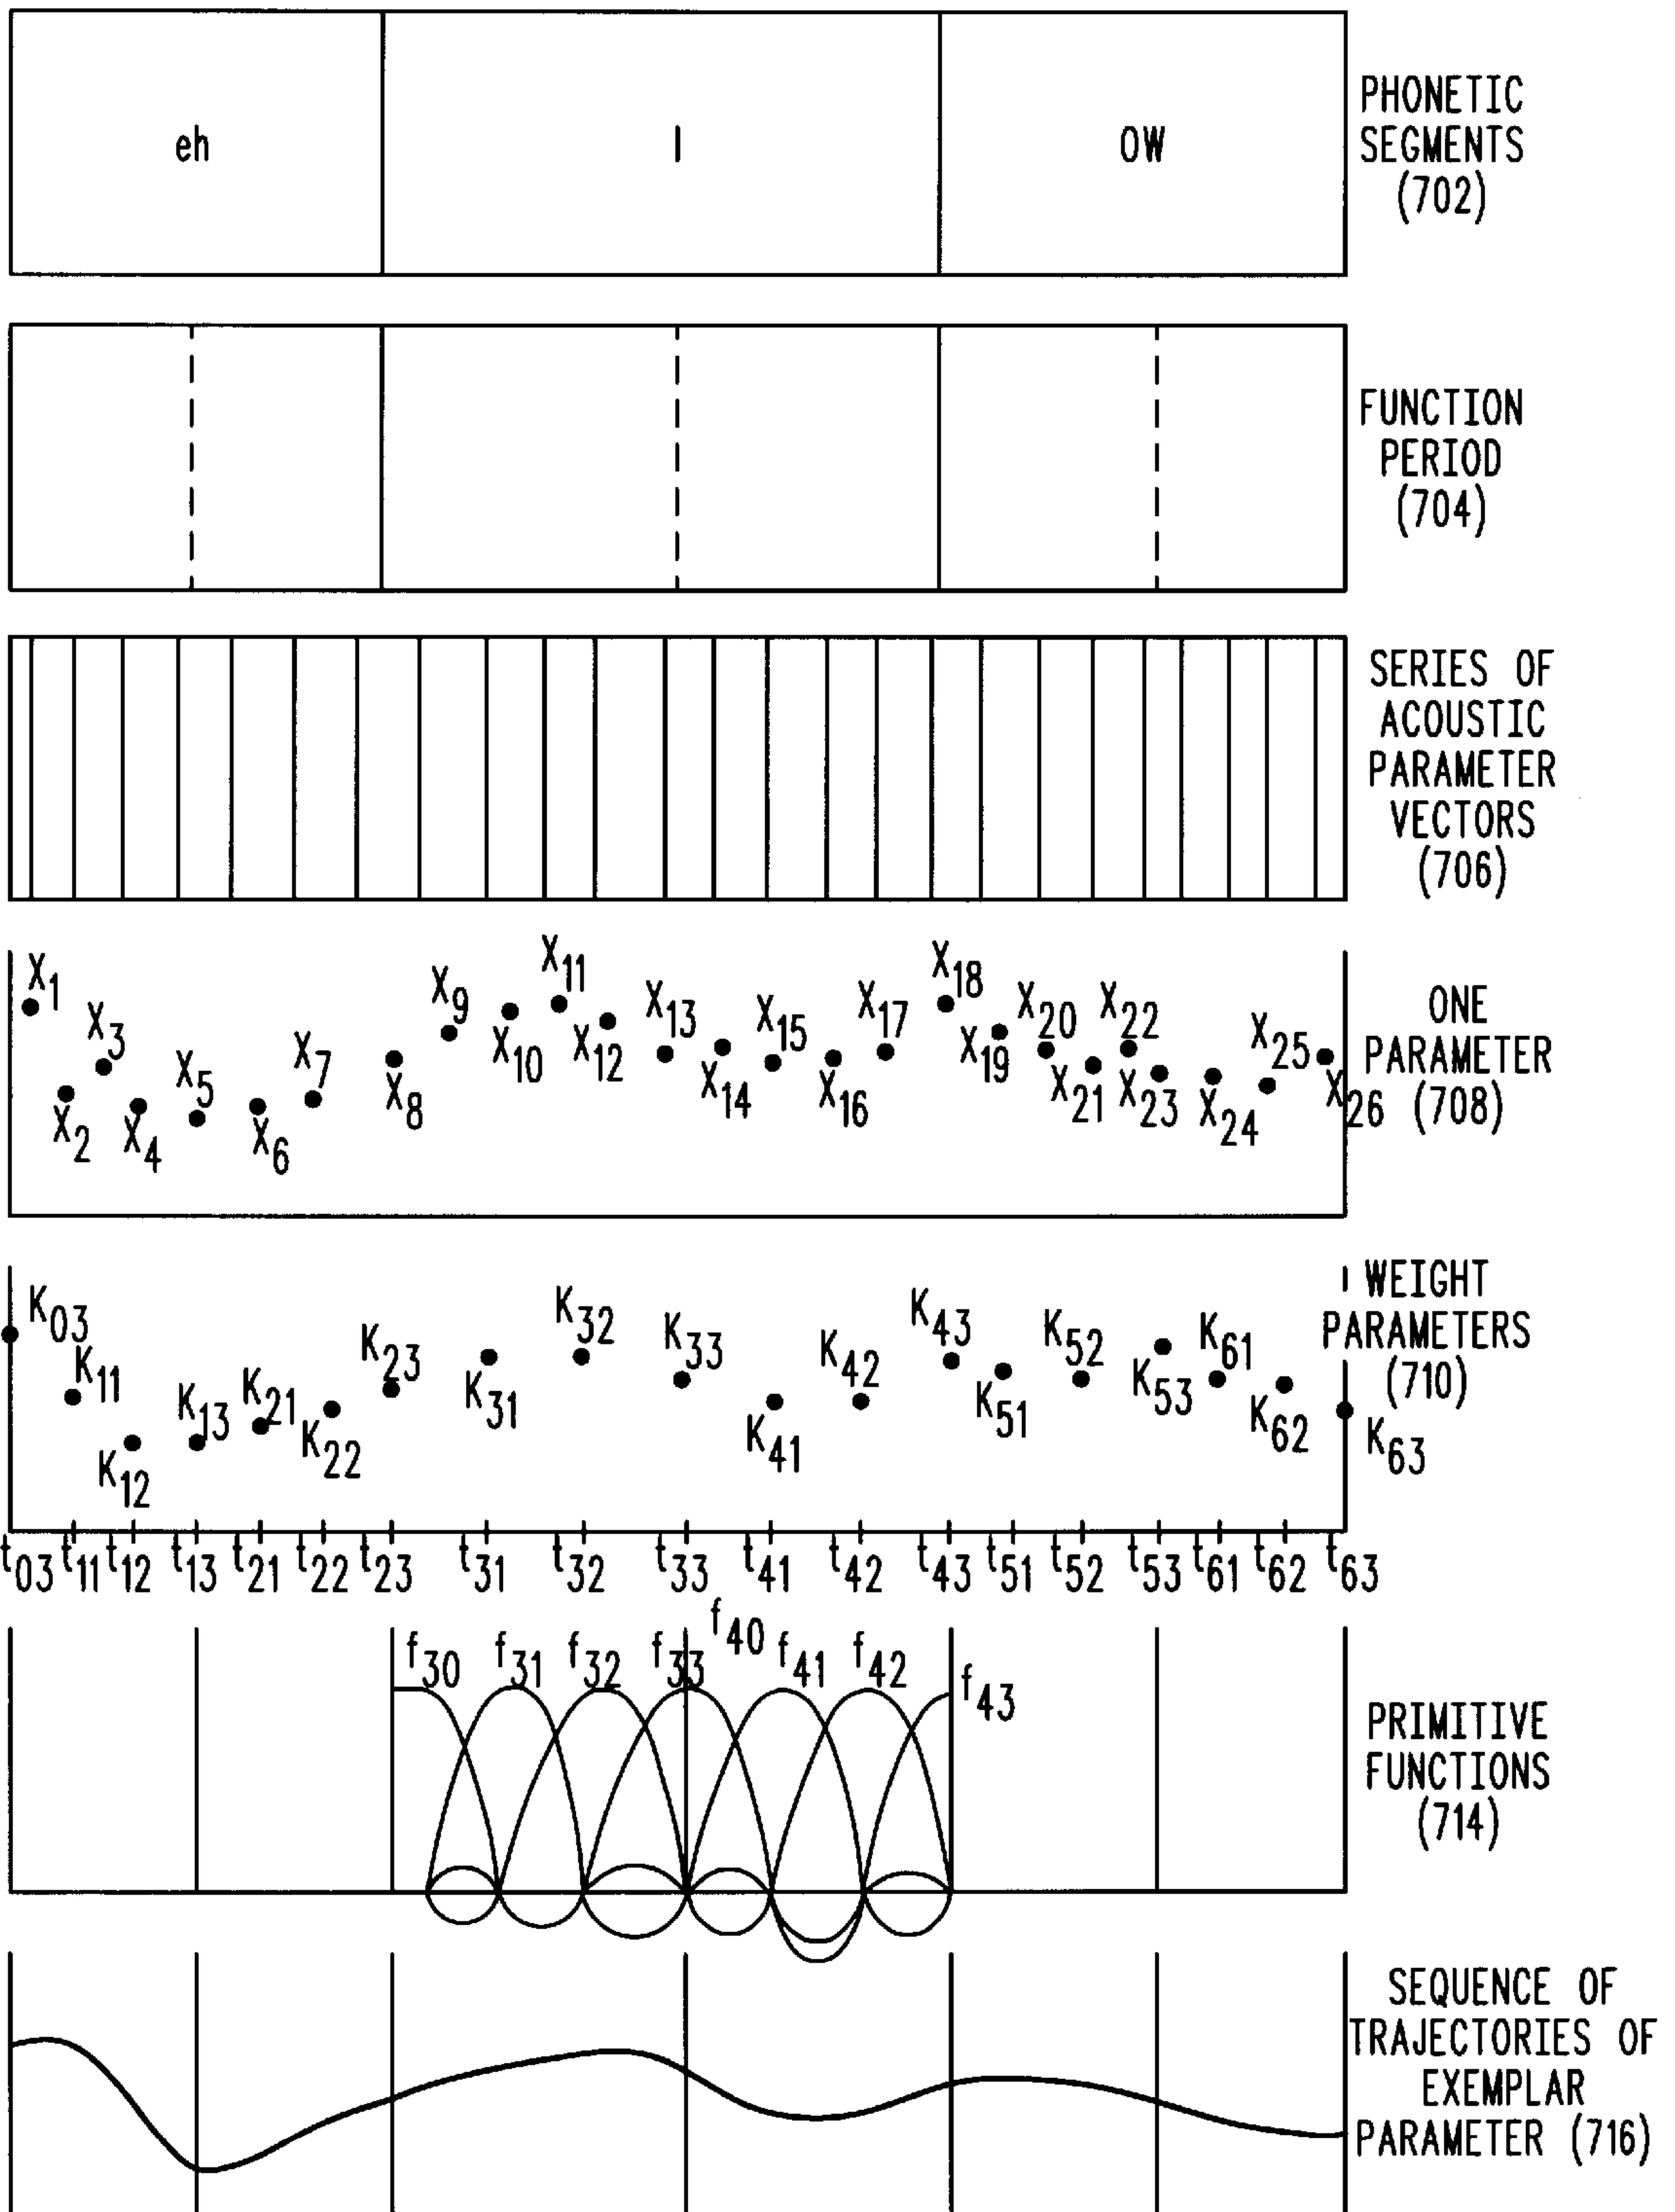 eh
l
OW
PHONETIC
SEGMENTS
(702)
FUNCTION
PERIOD
(704)
SERIES OF
ACOUSTIC
PARAMETER
VECTORS
(706)
X1 X2 X3 X4 X5 X6 X7 X8 X9 X10 X11 X12 X13 X14 X15 X16 X17 X18 X19 X20 X21 X22 X23 X24 X25 X26
ONE
PARAMETER
(708)
K03 K11 K12 K13 K21 K22 K23 K31 K32 K33 K41 K42 K43 K51 K52 K53 K61 K62 K63
WEIGHT
PARAMETERS
(710)
t03 t11 t12 t13 t21 t22 t23 t31 t32 t33 t41 t42 t43 t51 t52 t53 t61 t62 t63
f30 f31 f32 f33 f40 f41 f42 f43
PRIMITIVE
FUNCTIONS
(714)
SEQUENCE OF
TRAJECTORIES OF
EXEMPLAR
PARAMETER (716)